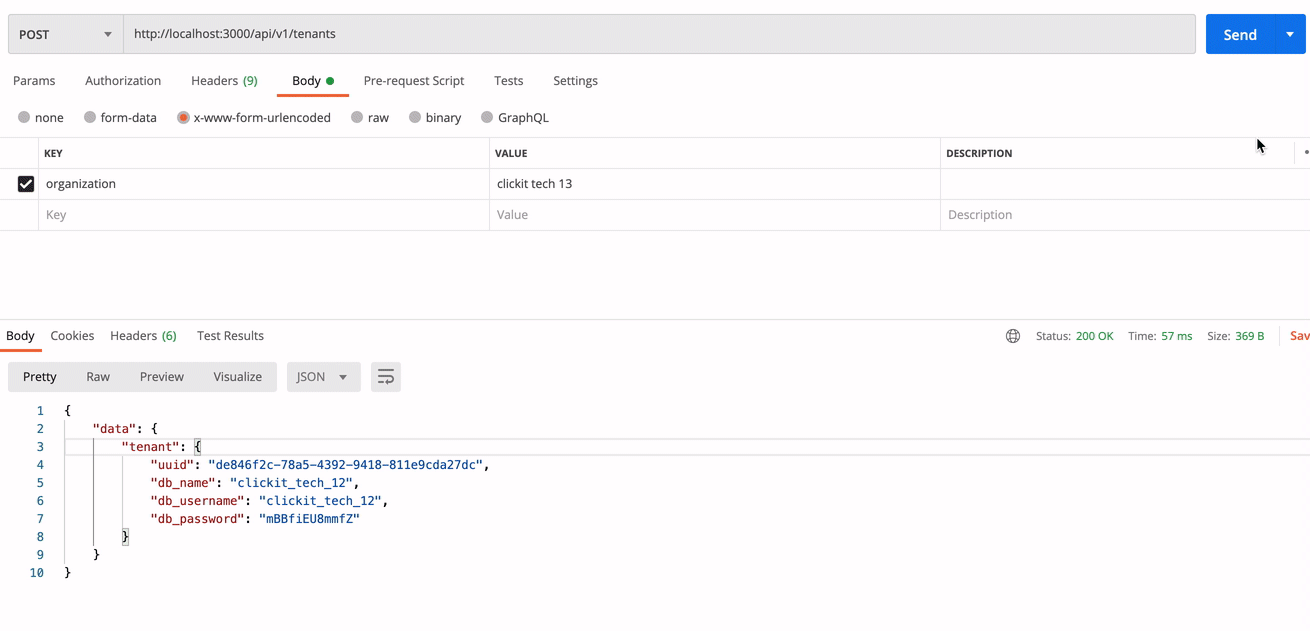 POST http://localhost:3000/api/v1/tenants Send
Params Authorization Headers (9) Body Pre-request Script Tests Settings
none form-data x-www-form-urlencoded raw binary GraphQL
KEY VALUE DESCRIPTION
organization clickit tech 13
Key Value Description
Body Cookies Headers (6) Test Results Status: 200 OK Time: 57 ms Size: 369 B Sav
Pretty Raw Preview Visualize JSON
1 {
2 "data": {
3 "tenant": {
4 "uuid": "de846f2c-78a5-4392-9418-811e9cda27dc",
5 "db_name": "clickit_tech_12",
6 "db_username": "clickit_tech_12",
7 "db_password": "mBBfiEU8mmfZ"
8 }
9 }
10 }